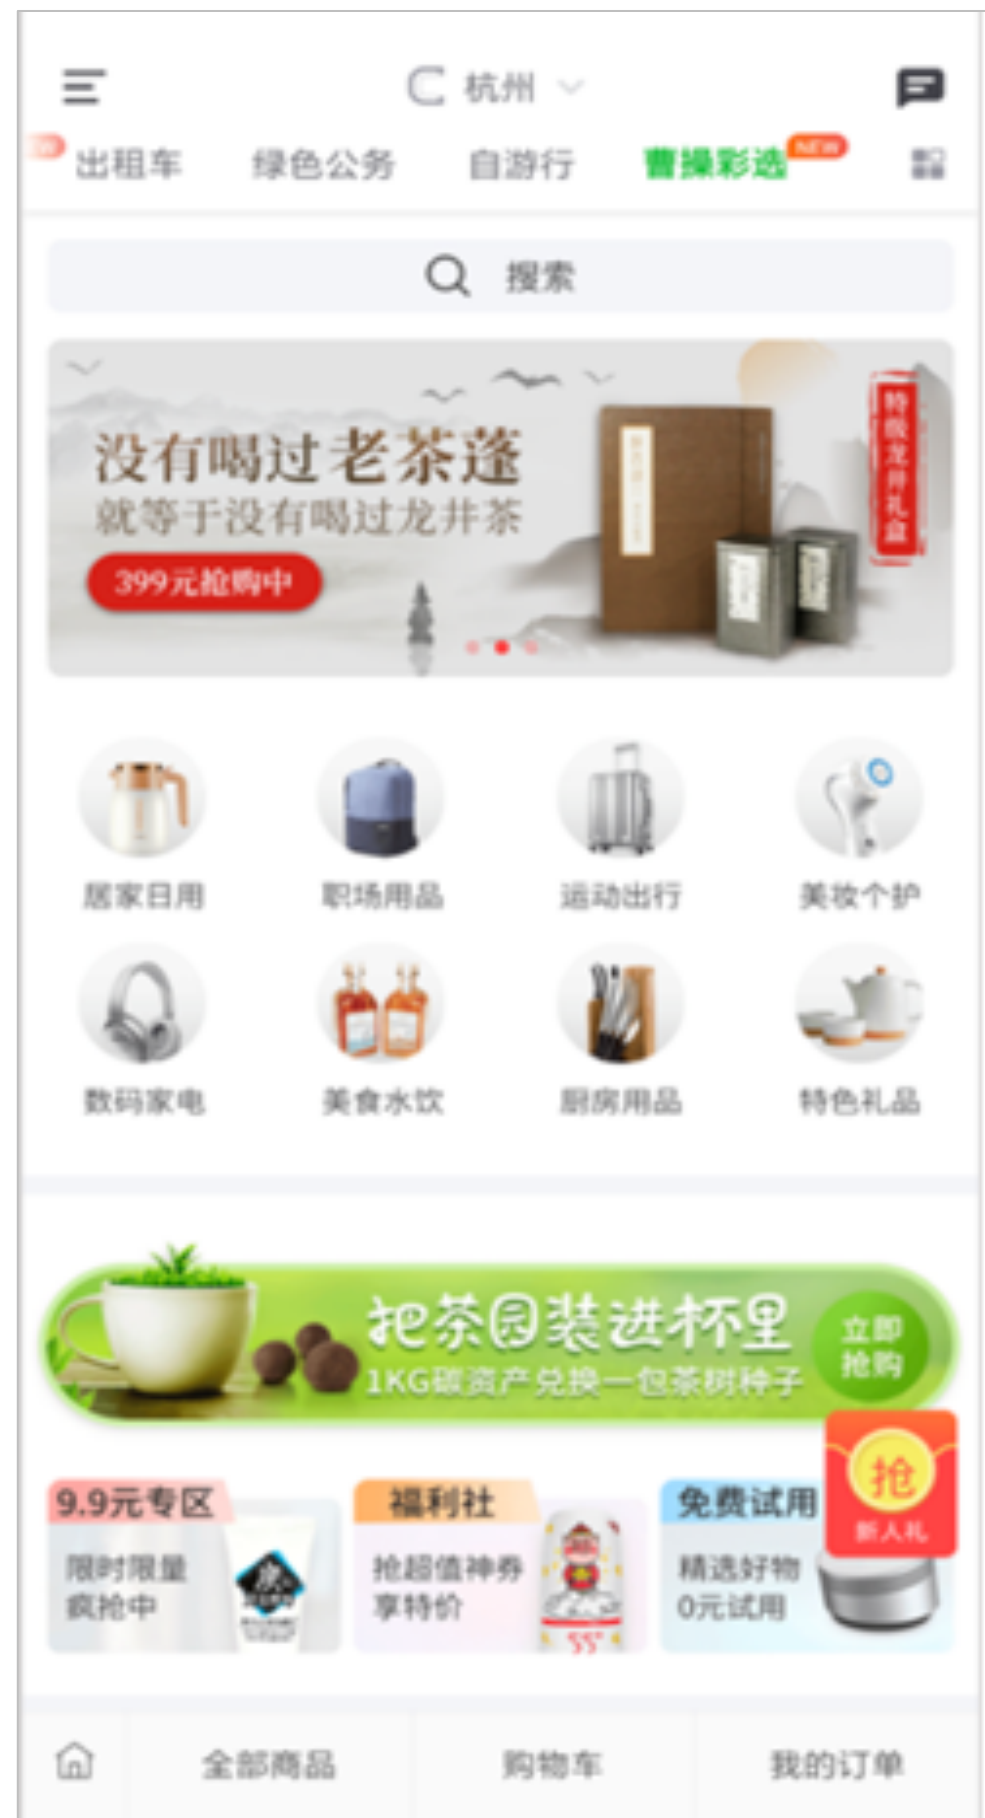 杭州
出租车 绿色公务 自游行 曹操彩选 NEW
搜索
没有喝过老茶蓬
就等于没有喝过龙井茶
399元抢购中
特级龙井礼盒
居家日用 职场用品 运动出行 美妆个护
数码家电 美食水饮 厨房用品 特色礼品
把茶园装进杯里
1KG碳资产兑换一包茶树种子
立即
抢购
抢
新人礼
9.9元专区
限时限量
疯抢中
福利社
抢超值神券
享特价
55°
免费试用
精选好物
0元试用
全部商品 购物车 我的订单